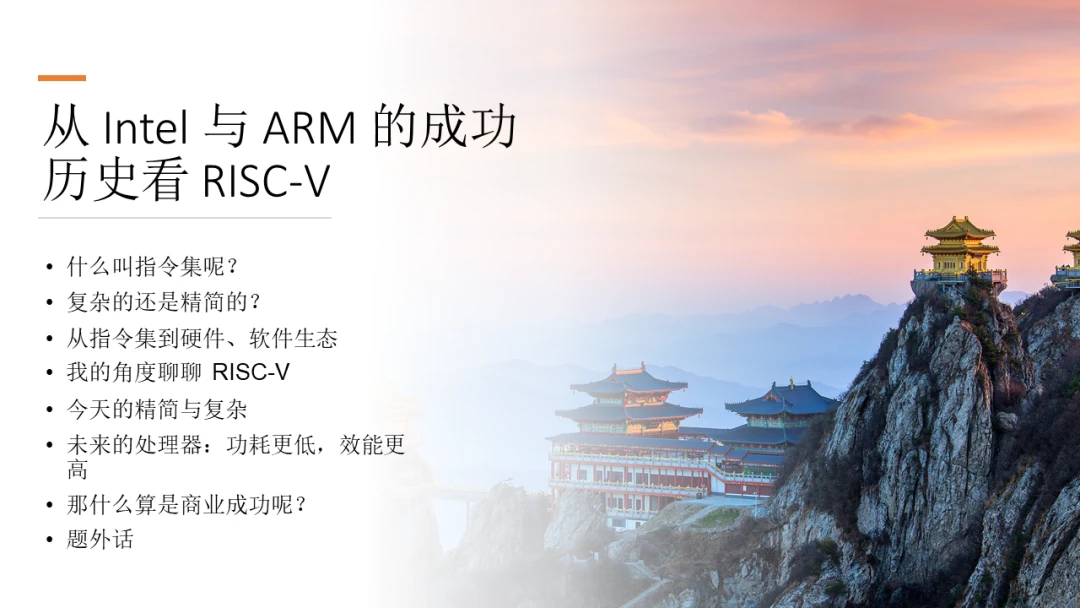 从 Intel 与 ARM 的成功
历史看 RISC-V
• 什么叫指令集呢？
• 复杂的还是精简的？
• 从指令集到硬件、软件生态
• 我的角度聊聊 RISC-V
• 今天的精简与复杂
• 未来的处理器：功耗更低，效能更
高
• 那什么算是商业成功呢？
• 题外话